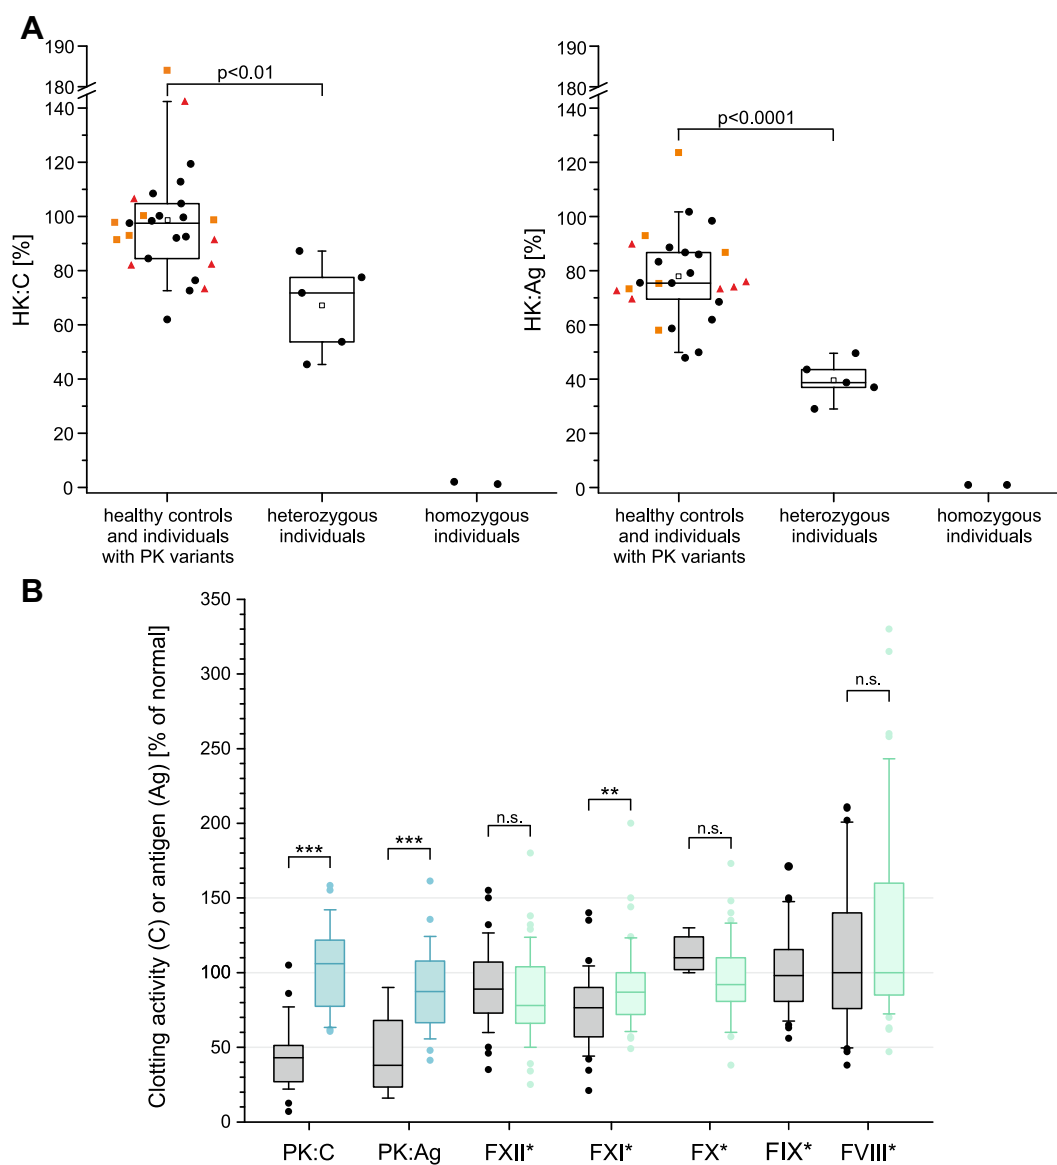 A
190
180
140
120
100
80
60
40
20
0
HK:C [%]
p<0.01
healthy controls
and individuals
with PK variants
heterozygous
individuals
homozygous
individuals
190
180
140
120
100
80
60
40
20
0
HK:Ag [%]
p<0.0001
healthy controls
and individuals
with PK variants
heterozygous
individuals
homozygous
individuals
B
350
300
250
200
150
100
50
0
Clotting activity (C) or antigen (Ag) [% of normal]
***
***
n.s.
**
n.s.
n.s.
PK:C
PK:Ag
FXII*
FXI*
FX*
FIX*
FVIII*